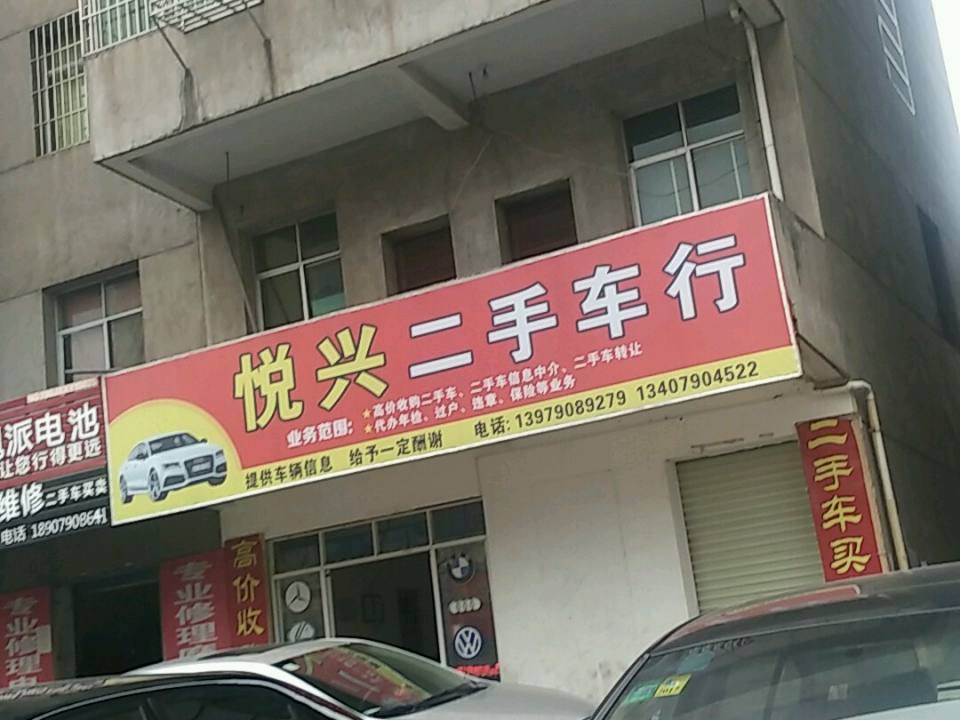 悦兴二手车行
业务范围：
★高价收购二手车、二手车信息中介、二手车转让
★代办年检、过户、违章、保险等业务
提供车辆信息 给予一定酬谢 电话：13979089279 13407904522
派电池
让您行得更远
维修二手车买卖
电话 18907908641
专业修理
专业修理
高价收
二手车买